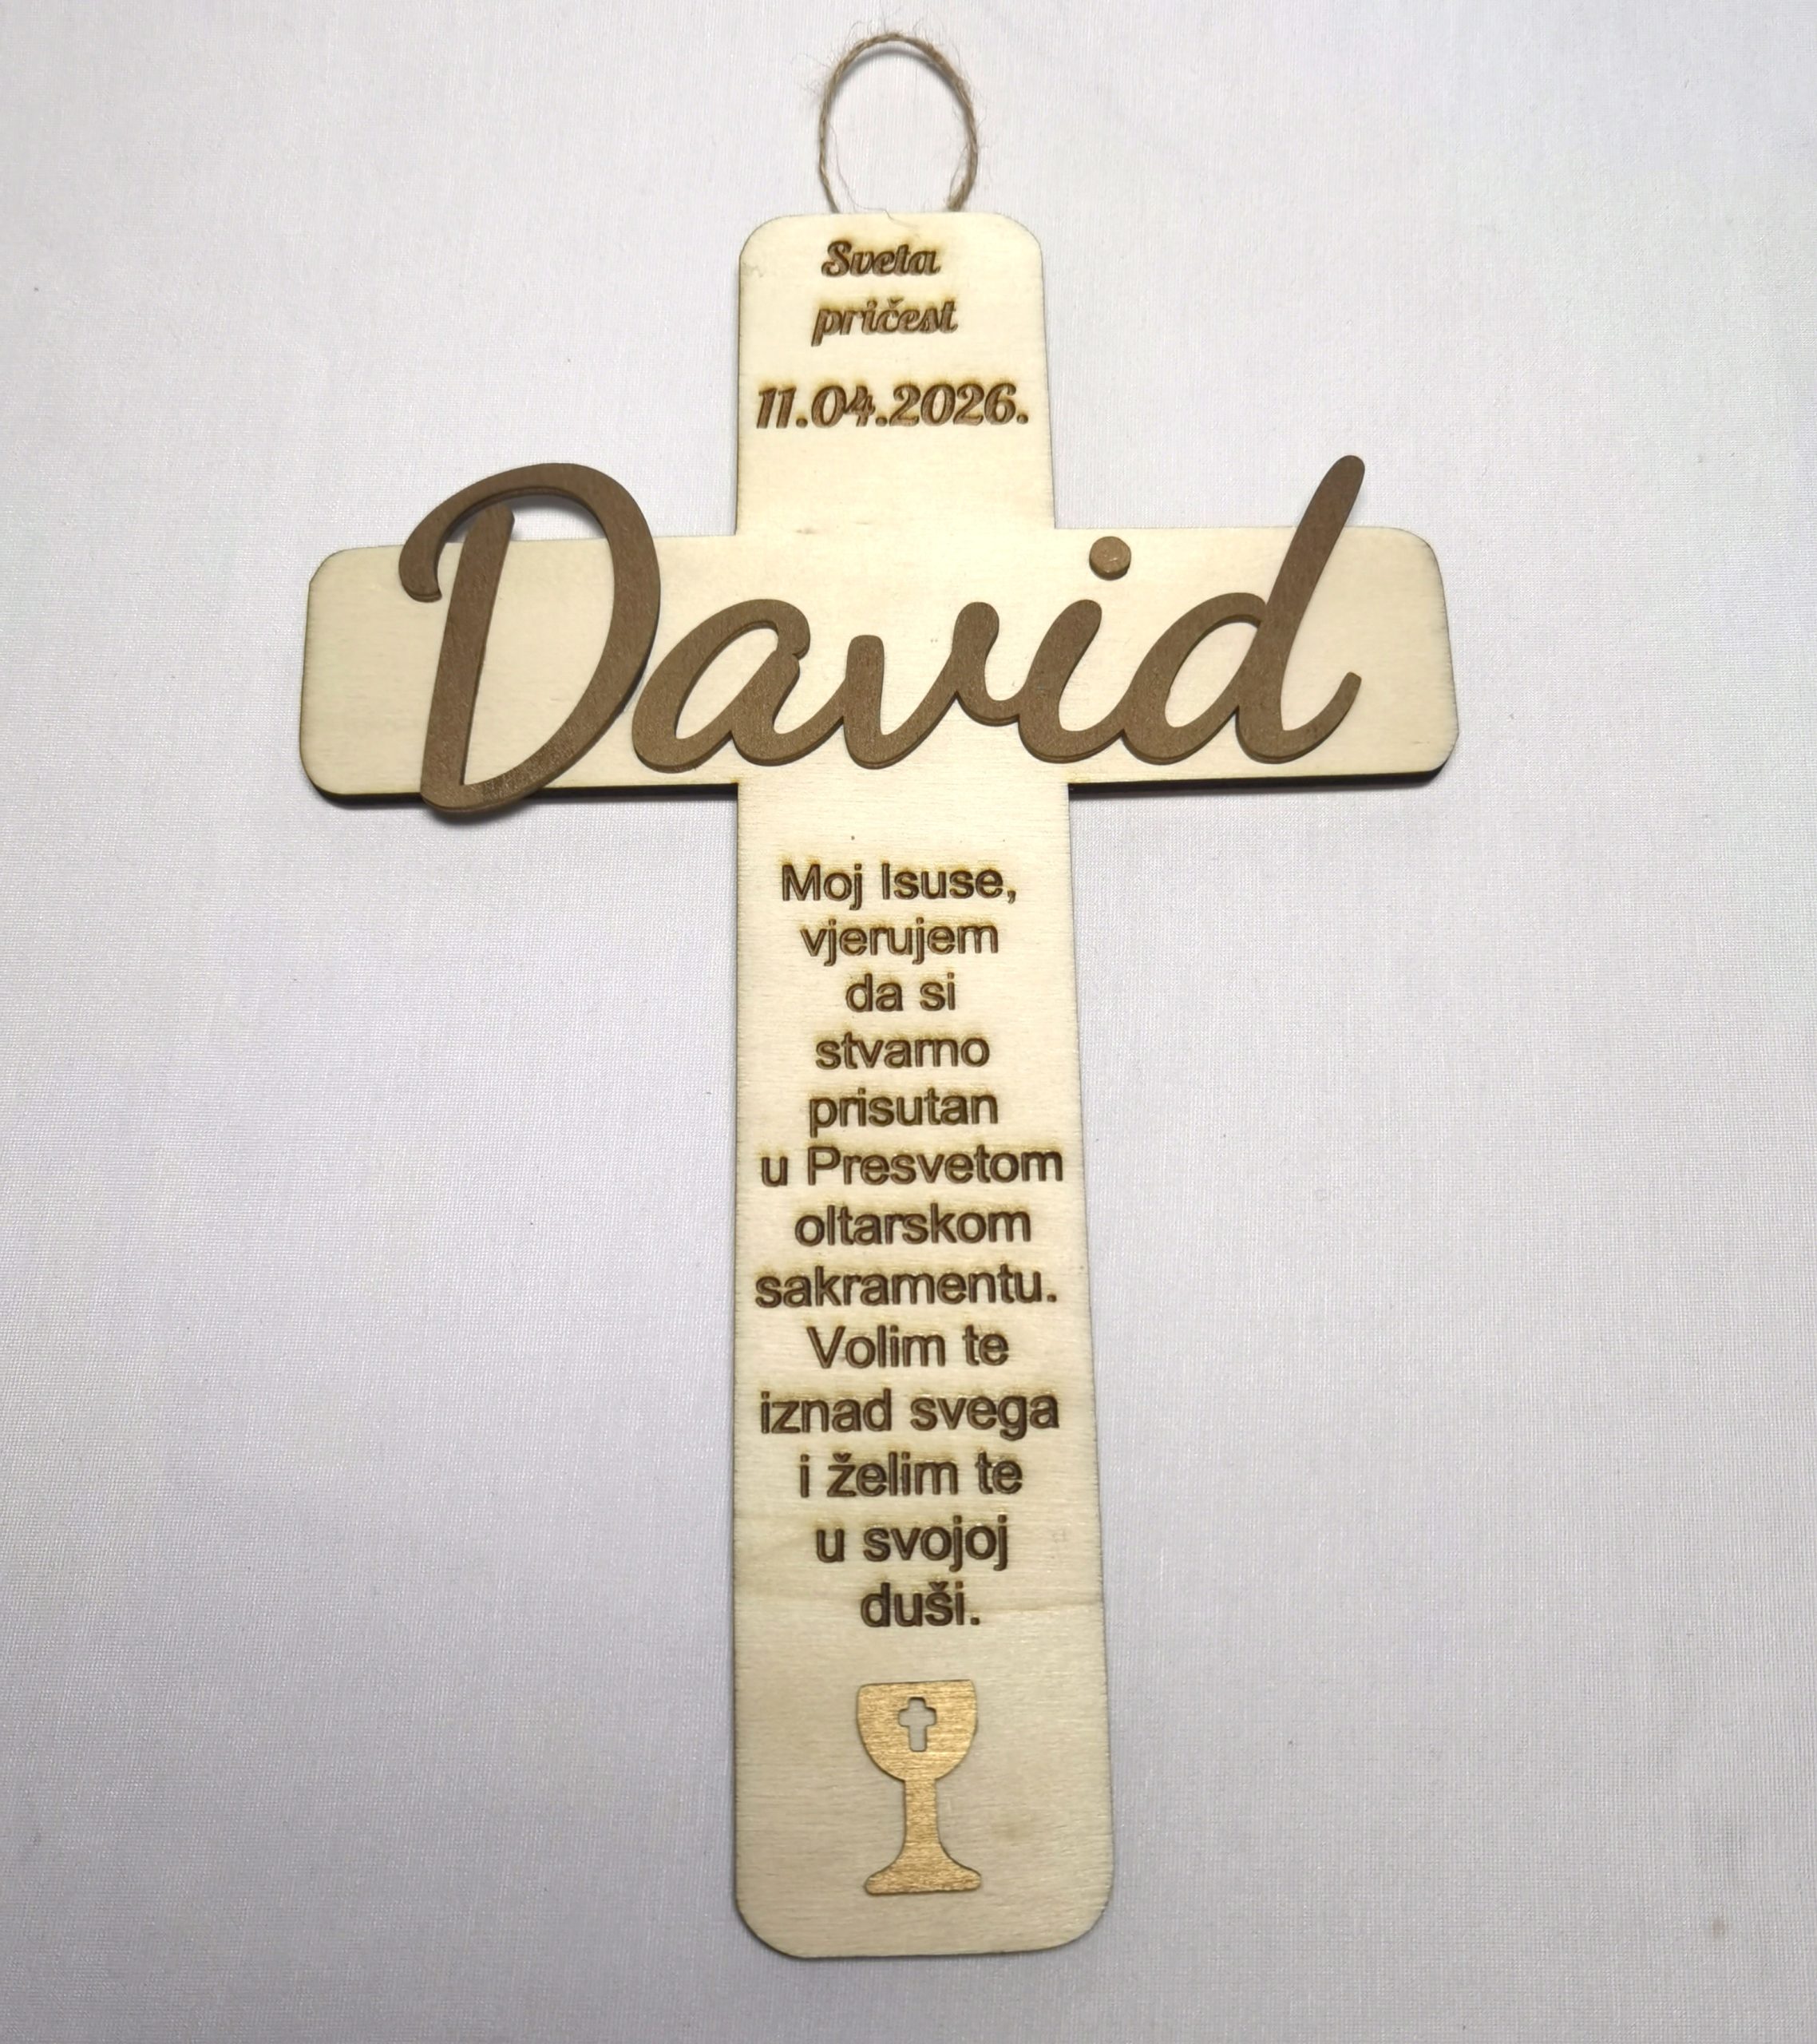 Sveta
pričest
11.04.2026.
David
Moj Isuse,
vjerujem
da si
stvarno
prisutan
u Presvetom
oltarskom
sakramentu.
Volim te
iznad svega
i želim te
u svojoj
duši.